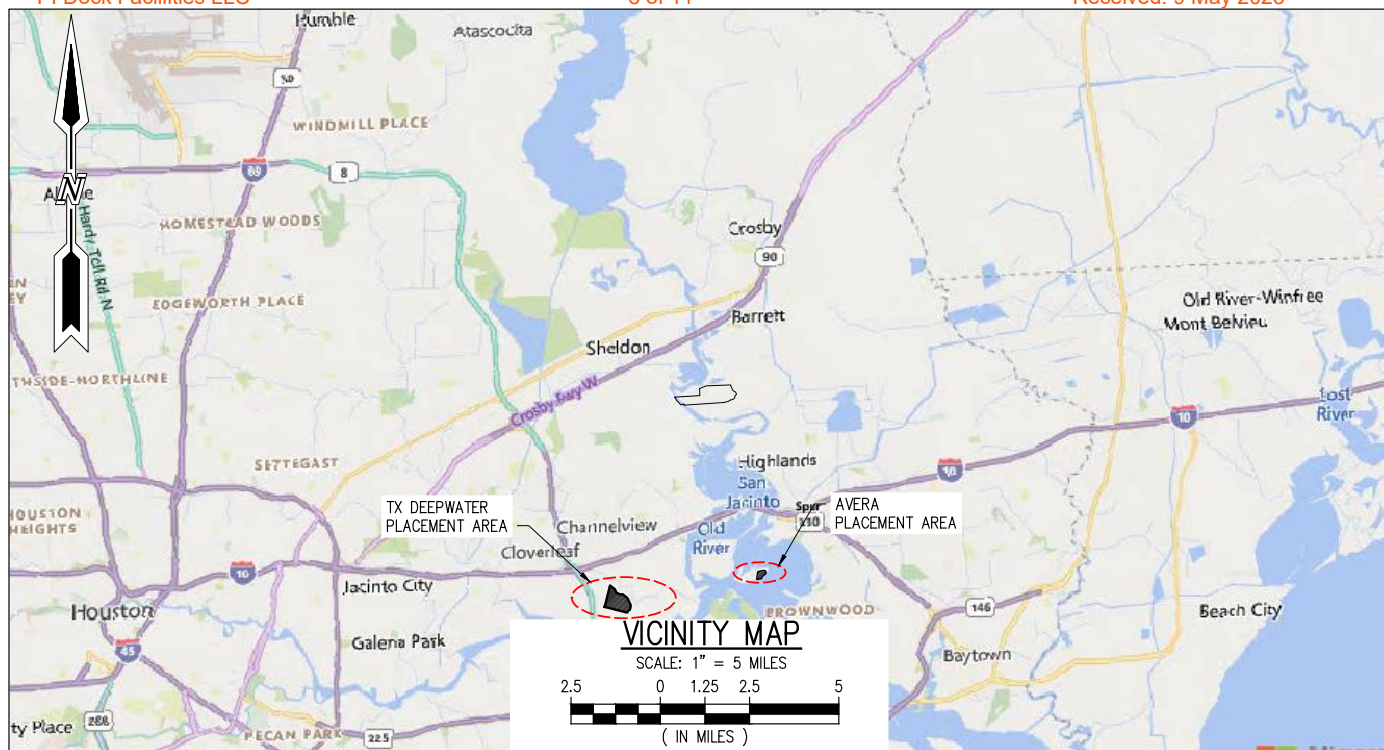 Humble
Atascocita
WINDMILL PLACE
8
69
N
Hardy Toll Rd N
HOMESTEAD WOODS
Crosby
90
EDGEWORTH PLACE
Old River-Winfree
Mont Belvieu
Barrett
Sheldon
Crosby Fwy W
Lost
River
10
SETTEGAST
Highlands
San
Jacinto
10
HOUSTON
HEIGHTS
TX DEEPWATER
PLACEMENT AREA
Channelview
Old
River
Spur
330
AVERA
PLACEMENT AREA
Cloverleaf
10
Jacinto City
Houston
BROWNWOOD
146
Beach City
45
Galena Park
VICINITY MAP
SCALE: 1" = 5 MILES
Baytown
2.5 0 1.25 2.5 5
( IN MILES )
ty Place
288
PECAN PARK
225